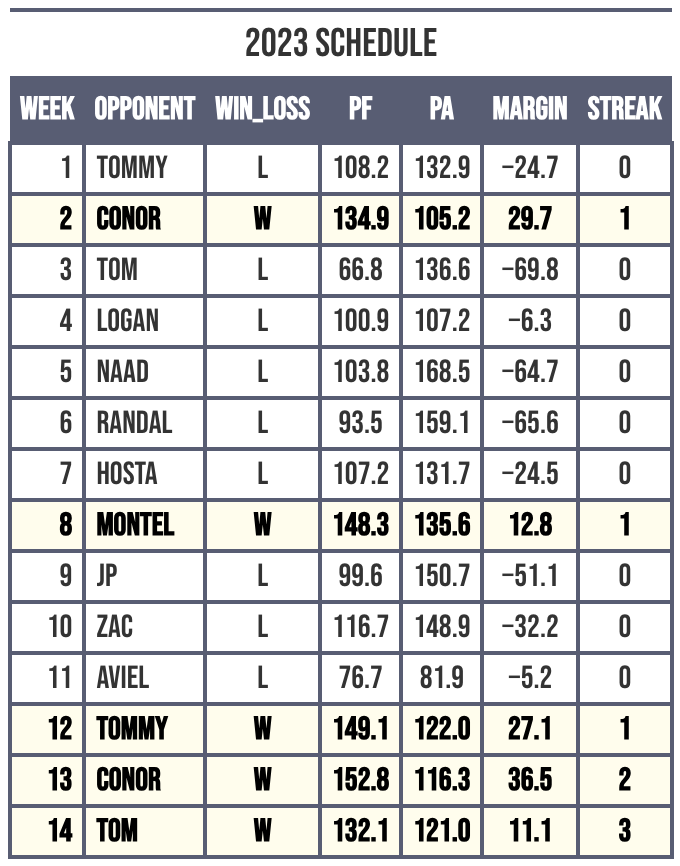 2023 SCHEDULE
WEEK OPPONENT WIN_LOSS PF PA MARGIN STREAK
1 TOMMY L 108.2 132.9 −24.7 0
2 CONOR W 134.9 105.2 29.7 1
3 TOM L 66.8 136.6 −69.8 0
4 LOGAN L 100.9 107.2 −6.3 0
5 NAAD L 103.8 168.5 −64.7 0
6 RANDAL L 93.5 159.1 −65.6 0
7 HOSTA L 107.2 131.7 −24.5 0
8 MONTEL W 148.3 135.6 12.8 1
9 JP L 99.6 150.7 −51.1 0
10 ZAC L 116.7 148.9 −32.2 0
11 AVIEL L 76.7 81.9 −5.2 0
12 TOMMY W 149.1 122.0 27.1 1
13 CONOR W 152.8 116.3 36.5 2
14 TOM W 132.1 121.0 11.1 3